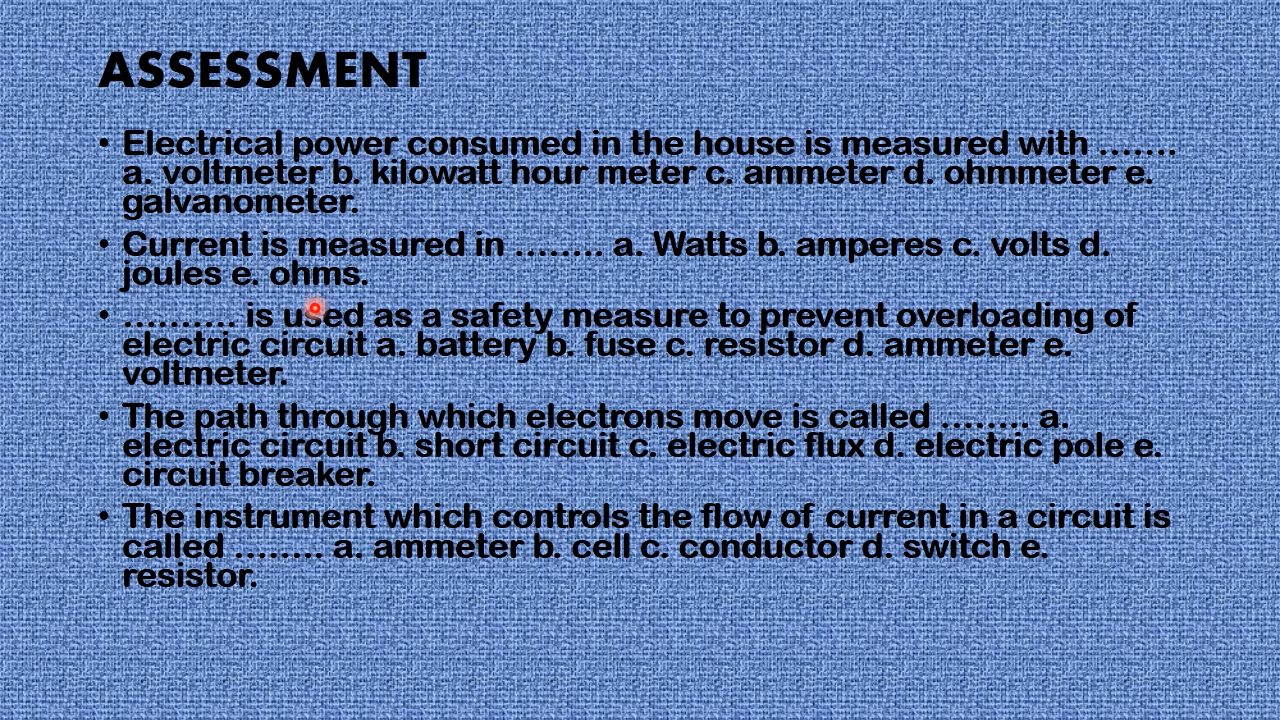 ASSESSMENT
• Electrical power consumed in the house is measured with …….
a. voltmeter b. kilowatt hour meter c. ammeter d. ohmmeter e.
galvanometer.
• Current is measured in …….. a. Watts b. amperes c. volts d.
joules e. ohms.
• ………. is used as a safety measure to prevent overloading of
electric circuit a. battery b. fuse c. resistor d. ammeter e.
voltmeter.
• The path through which electrons move is called …….. a.
electric circuit b. short circuit c. electric flux d. electric pole e.
circuit breaker.
• The instrument which controls the flow of current in a circuit is
called …….. a. ammeter b. cell c. conductor d. switch e.
resistor.